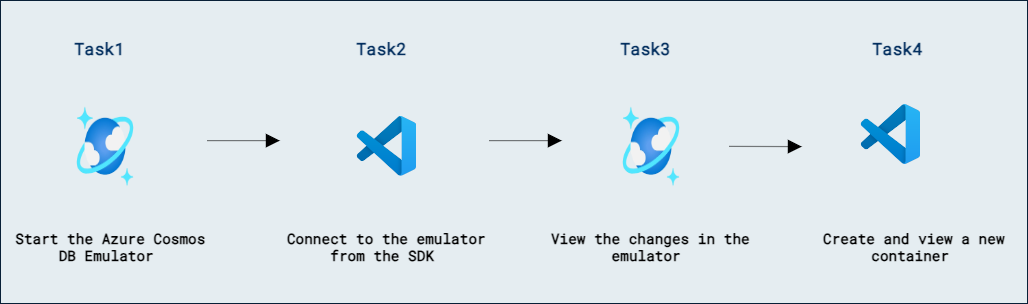 Task1
Task2
Task3
Task4
Start the Azure Cosmos
DB Emulator
Connect to the emulator
from the SDK
View the changes in the
emulator
Create and view a new
container